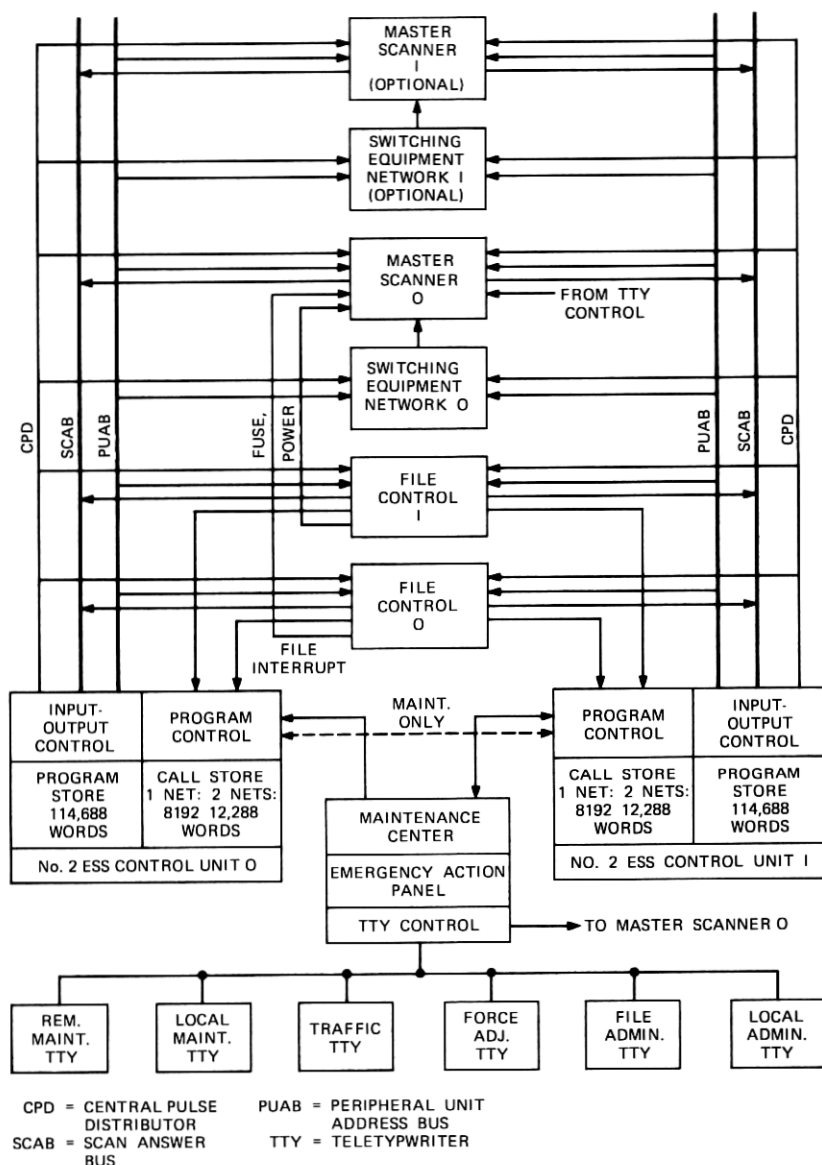 MASTER
SCANNER
I
(OPTIONAL)
SWITCHING
EQUIPMENT
NETWORK I
(OPTIONAL)
MASTER
SCANNER
O
FROM TTY
CONTROL
SWITCHING
EQUIPMENT
NETWORK O
CPD
SCAB
PUAB
FUSE,
POWER
PUAB
SCAB
CPD
FILE
CONTROL
I
FILE
CONTROL
O
FILE
INTERRUPT
INPUT-
OUTPUT
CONTROL
PROGRAM
CONTROL
MAINT.
ONLY
PROGRAM
CONTROL
INPUT-
OUTPUT
CONTROL
PROGRAM
STORE
114,688
WORDS
CALL STORE
1 NET: 2 NETS:
8192 12,288
WORDS
CALL STORE
1 NET: 2 NETS:
8192 12,288
WORDS
PROGRAM
STORE
114,688
WORDS
No. 2 ESS CONTROL UNIT O
NO. 2 ESS CONTROL UNIT I
MAINTENANCE
CENTER
EMERGENCY ACTION
PANEL
TTY CONTROL
TO MASTER SCANNER O
REM.
MAINT.
TTY
LOCAL
MAINT.
TTY
TRAFFIC
TTY
FORCE
ADJ.
TTY
FILE
ADMIN.
TTY
LOCAL
ADMIN.
TTY
CPD = CENTRAL PULSE
DISTRIBUTOR
SCAB = SCAN ANSWER
BUS
PUAB = PERIPHERAL UNIT
ADDRESS BUS
TTY = TELETYPWRITER